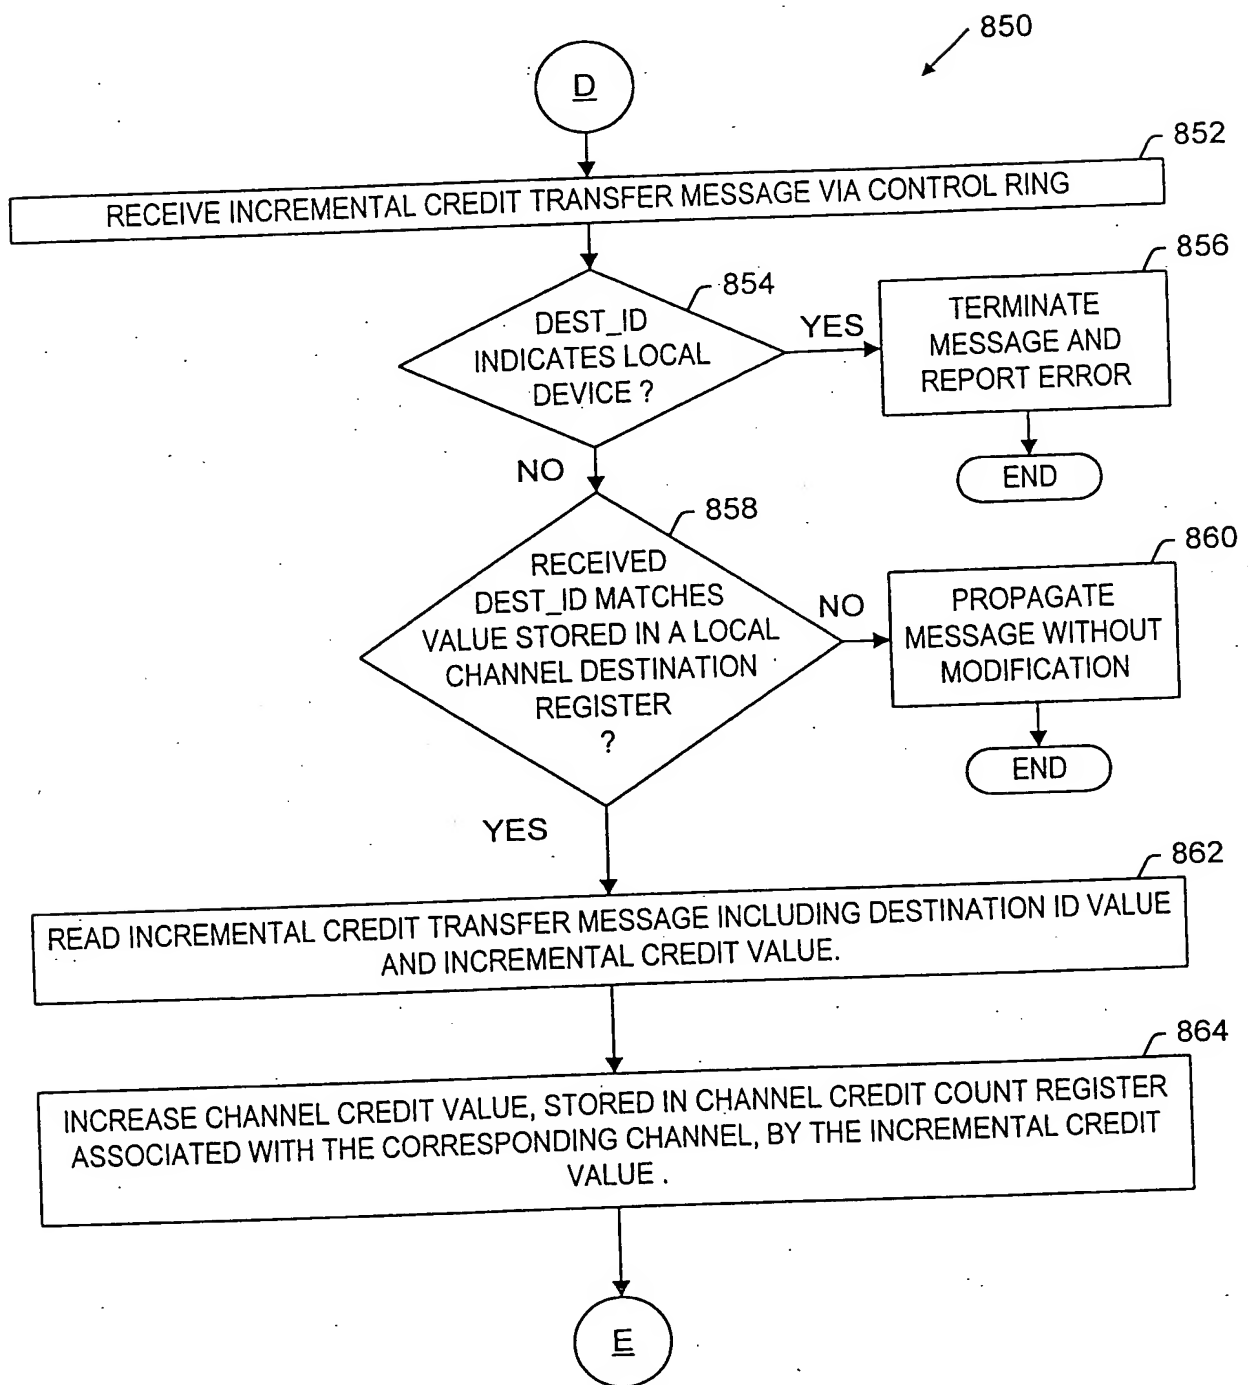 850
D
852
RECEIVE INCREMENTAL CREDIT TRANSFER MESSAGE VIA CONTROL RING
854
DEST_ID
INDICATES LOCAL
DEVICE ?
YES
856
TERMINATE
MESSAGE AND
REPORT ERROR
END
NO
858
RECEIVED
DEST_ID MATCHES
VALUE STORED IN A LOCAL
CHANNEL DESTINATION
REGISTER
?
NO
860
PROPAGATE
MESSAGE WITHOUT
MODIFICATION
END
YES
862
READ INCREMENTAL CREDIT TRANSFER MESSAGE INCLUDING DESTINATION ID VALUE
AND INCREMENTAL CREDIT VALUE.
864
INCREASE CHANNEL CREDIT VALUE, STORED IN CHANNEL CREDIT COUNT REGISTER
ASSOCIATED WITH THE CORRESPONDING CHANNEL, BY THE INCREMENTAL CREDIT
VALUE .
E